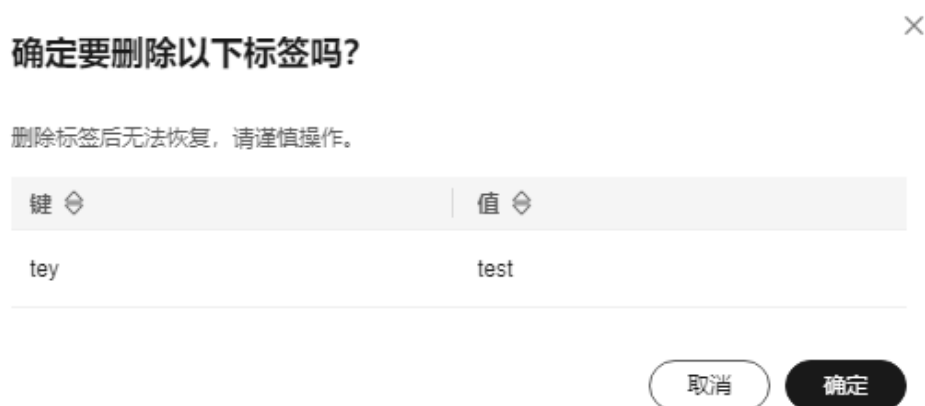 确定要删除以下标签吗？
删除标签后无法恢复，请谨慎操作。
键 值
tey test
取消 确定